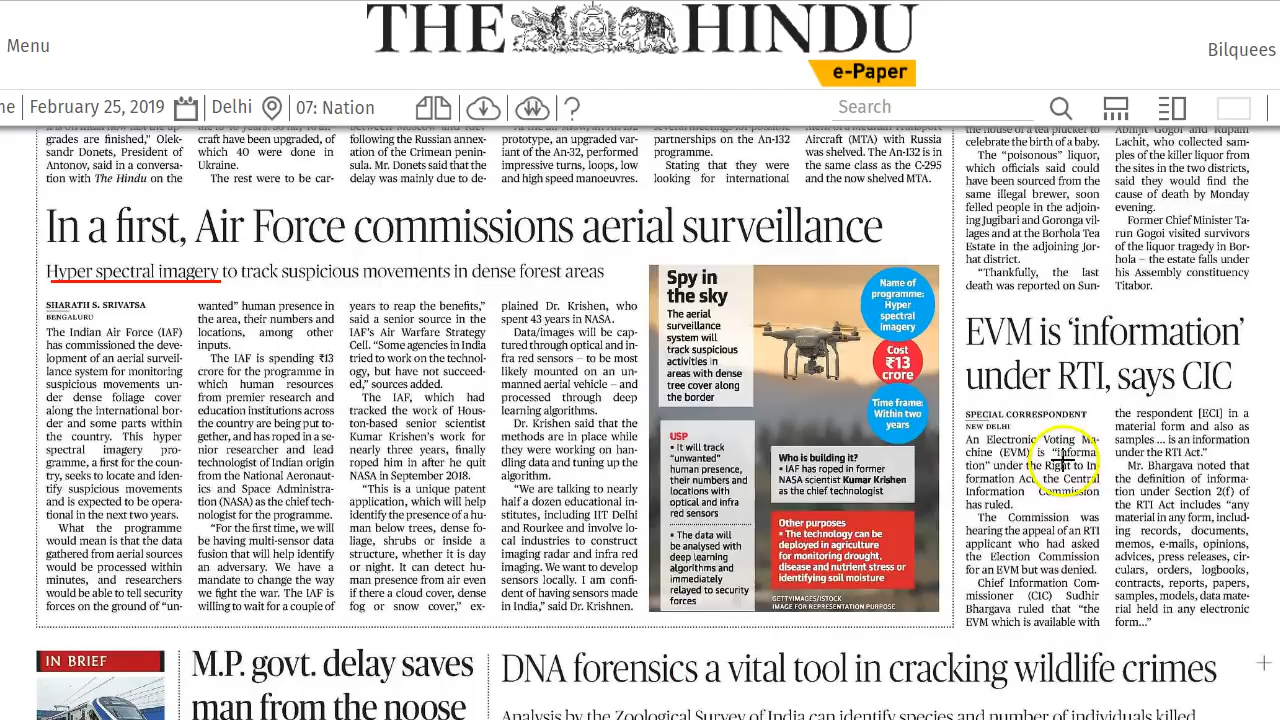 THE HINDU
e-Paper
Menu
Bilquees
me | February 25, 2019 | Delhi | 07: Nation
?
Search
grades are finished," Olek-
sandr Donets, President of
Antonov, said in a conversa-
tion with The Hindu on the
craft have been upgraded, of
which 40 were done in
Ukraine.
The rest were to be car-
following the Russian annex-
ation of the Crimean penin-
sula. Mr. Donets said that the
delay was mainly due to de-
prototype, an upgraded vari-
ant of the An-32, performed
impressive turns, loops, low
and high speed manoeuvres.
partnerships on the An-132
programme.
Stating that they were
looking for international
Aircraft (MTA) with Russia
was shelved. The An-132 is in
the same class as the C-295
and the now shelved MTA.
In a first, Air Force commissions aerial surveillance
Hyper spectral imagery to track suspicious movements in dense forest areas
SHARATH S. SRIVATSA
BENGALURU
The Indian Air Force (IAF)
has commissioned the deve-
lopment of an aerial surveil-
lance system for monitoring
suspicious movements un-
der dense foliage cover
along the international bor-
der and some parts within
the country. This hyper
spectral imagery pro-
gramme, a first for the coun-
try, seeks to locate and iden-
tify suspicious movements
and is expected to be opera-
tional in the next two years.
What the programme
would mean is that the data
gathered from aerial sources
would be processed within
minutes, and researchers
would be able to tell security
forces on the ground of "un-
wanted" human presence in
the area, their numbers and
locations, among other
inputs.
The IAF is spending ₹13
crore for the programme in
which human resources
from premier research and
education institutions across
the country are being put to-
gether, and has roped in a se-
nior researcher and lead
technologist of Indian origin
from the National Aeronaut-
ics and Space Administra-
tion (NASA) as the chief tech-
nologist for the programme.
"For the first time, we will
be having multi-sensor data
fusion that will help identify
an adversary. We have a
mandate to change the way
we fight the war. The IAF is
willing to wait for a couple of
years to reap the benefits,"
said a senior source in the
IAF's Air Warfare Strategy
Cell. "Some agencies in India
tried to work on the technol-
ogy, but have not succeed-
ed," sources added.
The IAF, which had
tracked the work of Hous-
ton-based senior scientist
Kumar Krishen's work for
nearly three years, finally
roped him in after he quit
NASA in September 2018.
"This is a unique patent
application, which will help
identify the presence of a hu-
man below trees, dense fo-
liage, shrubs or inside a
structure, whether it is day
or night. It can detect hu-
man presence from air even
if there a cloud cover, dense
fog or snow cover," ex-
plained Dr. Krishen, who
spent 43 years in NASA.
Data/images will be cap-
tured through optical and in-
fra red sensors – to be most
likely mounted on an un-
manned aerial vehicle – and
processed through deep
learning algorithms.
Dr. Krishen said that the
methods are in place while
they were working on han-
dling data and tuning up the
algorithm.
"We are talking to nearly
half a dozen educational in-
stitutes, including IIT Delhi
and Rourkee and involve lo-
cal industries to construct
imaging radar and infra red
imaging. We want to develop
sensors locally. I am confi-
dent of having sensors made
in India," said Dr. Krishnen.
Spy in
the sky
The aerial
surveillance
system will
track suspicious
activities in
areas with dense
tree cover along
the border
Name of
programme:
Hyper
spectral
imagery
Cost
₹13
crore
Time frame:
Within two
years
USP
• It will track
"unwanted"
human presence,
their numbers and
locations with
optical and infra
red sensors
• The data will
be analysed with
deep learning
algorithms and
immediately
relayed to security
forces
Who is building it?
• IAF has roped in former
NASA scientist Kumar Krishen
as the chief technologist
Other purposes
• The technology can be
deployed in agriculture
for monitoring drought,
disease and nutrient stress or
identifying soil moisture
GETTYIMAGES/ISTOCK
IMAGE FOR REPRESENTATION PURPOSE
the house of a tea plucker to
celebrate the birth of a baby.
The "poisonous" liquor,
which officials said could
have been sourced from the
same illegal brewer, soon
felled people in the adjoin-
ing Jugibari and Goronga vil-
lages and at the Borhola Tea
Estate in the adjoining Jor-
hat district.
"Thankfully, the last
death was reported on Sun-
Abhijit Gogoi and Rupam
Lachit, who collected sam-
ples of the killer liquor from
the sites in the two districts,
said they would find the
cause of death by Monday
evening.
Former Chief Minister Ta-
run Gogoi visited survivors
of the liquor tragedy in Bor-
hola – the estate falls under
his Assembly constituency
Titabor.
EVM is 'information'
under RTI, says CIC
SPECIAL CORRESPONDENT
NEW DELHI
An Electronic Voting Ma-
chine (EVM) is "informa-
tion" under the Right to In-
formation Act, the Central
Information Commission
has ruled.
The Commission was
hearing the appeal of an RTI
applicant who had asked
the Election Commission
for an EVM but was denied.
Chief Information Com-
missioner (CIC) Sudhir
Bhargava ruled that "the
EVM which is available with
the respondent [ECI] in a
material form and also as
samples ... is an information
under the RTI Act."
Mr. Bhargava noted that
the definition of informa-
tion under Section 2(f) of
the RTI Act includes "any
material in any form, includ-
ing records, documents,
memos, e-mails, opinions,
advices, press releases, cir-
culars, orders, logbooks,
contracts, reports, papers,
samples, models, data mate-
rial held in any electronic
form..."
IN BRIEF
M.P. govt. delay saves
man from the noose
DNA forensics a vital tool in cracking wildlife crimes
Analysis by the Zoological Survey of India can identify species and number of individuals killed